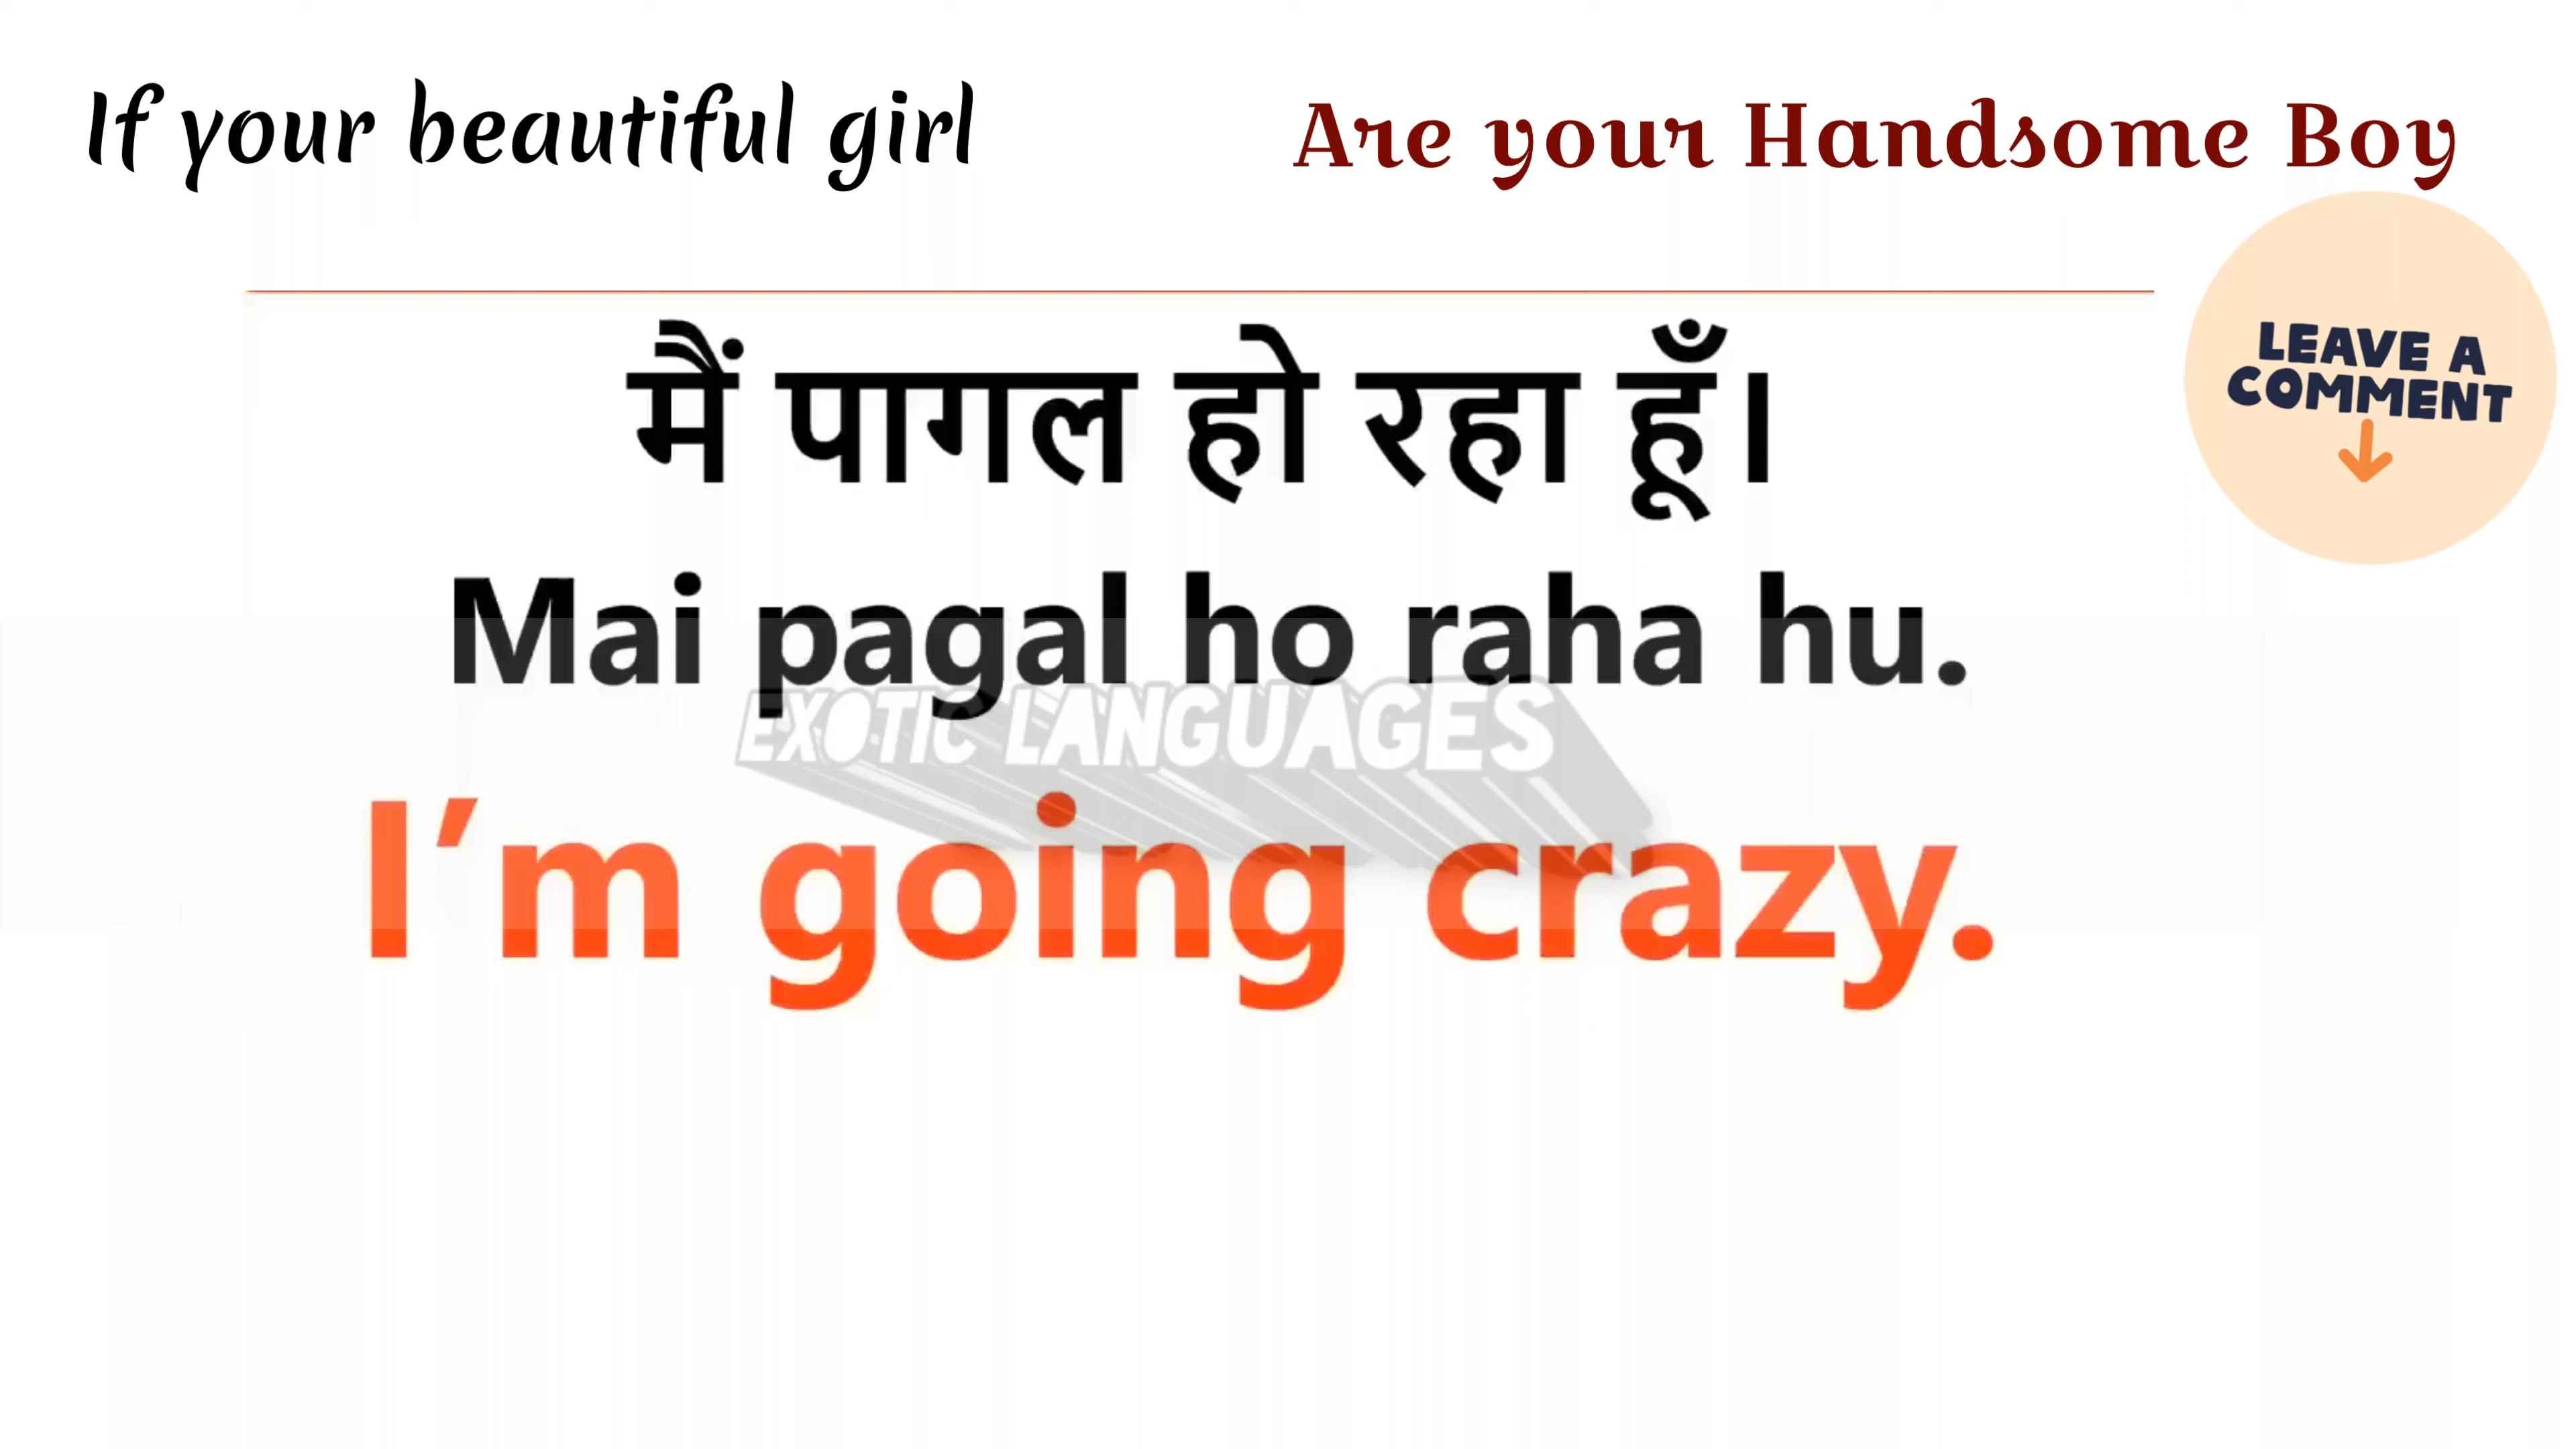 If your beautiful girl
Are your Handsome Boy
LEAVE A
COMMENT
मैं पागल हो रहा हूँ।
Mai pagal ho raha hu.
EXOTIC LANGUAGES
I'm going crazy.